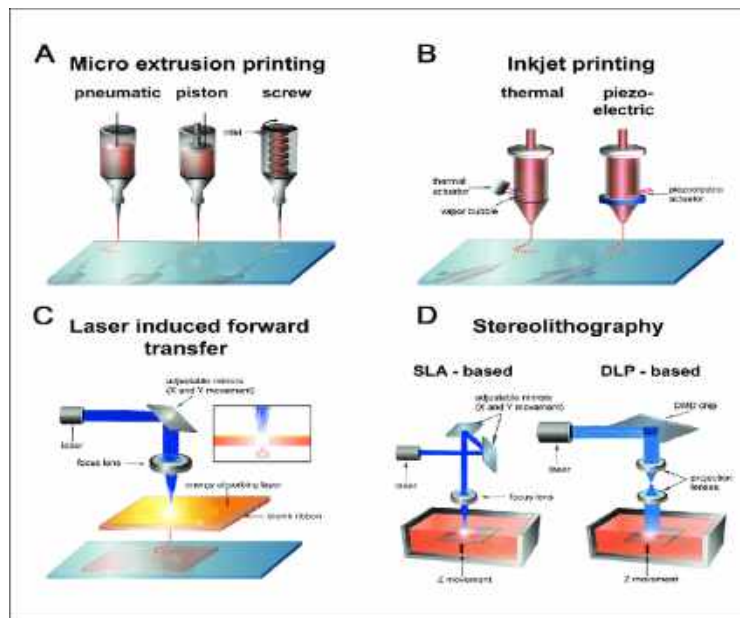 A
Micro extrusion printing
pneumatic piston screw
inlet
B
Inkjet printing
thermal piezo-
electric
thermal
actuator
vapor bubble
piezoelectric
actuator
C
Laser induced forward
transfer
adjustable mirrors
(X and Y movement)
laser
focus lens
energy absorbing layer
bioink ribbon
D
Stereolithography
SLA - based
adjustable mirrors
(X and Y movement)
laser
focus lens
Z movement
DLP - based
DMD chip
laser
projection
lenses
Z movement